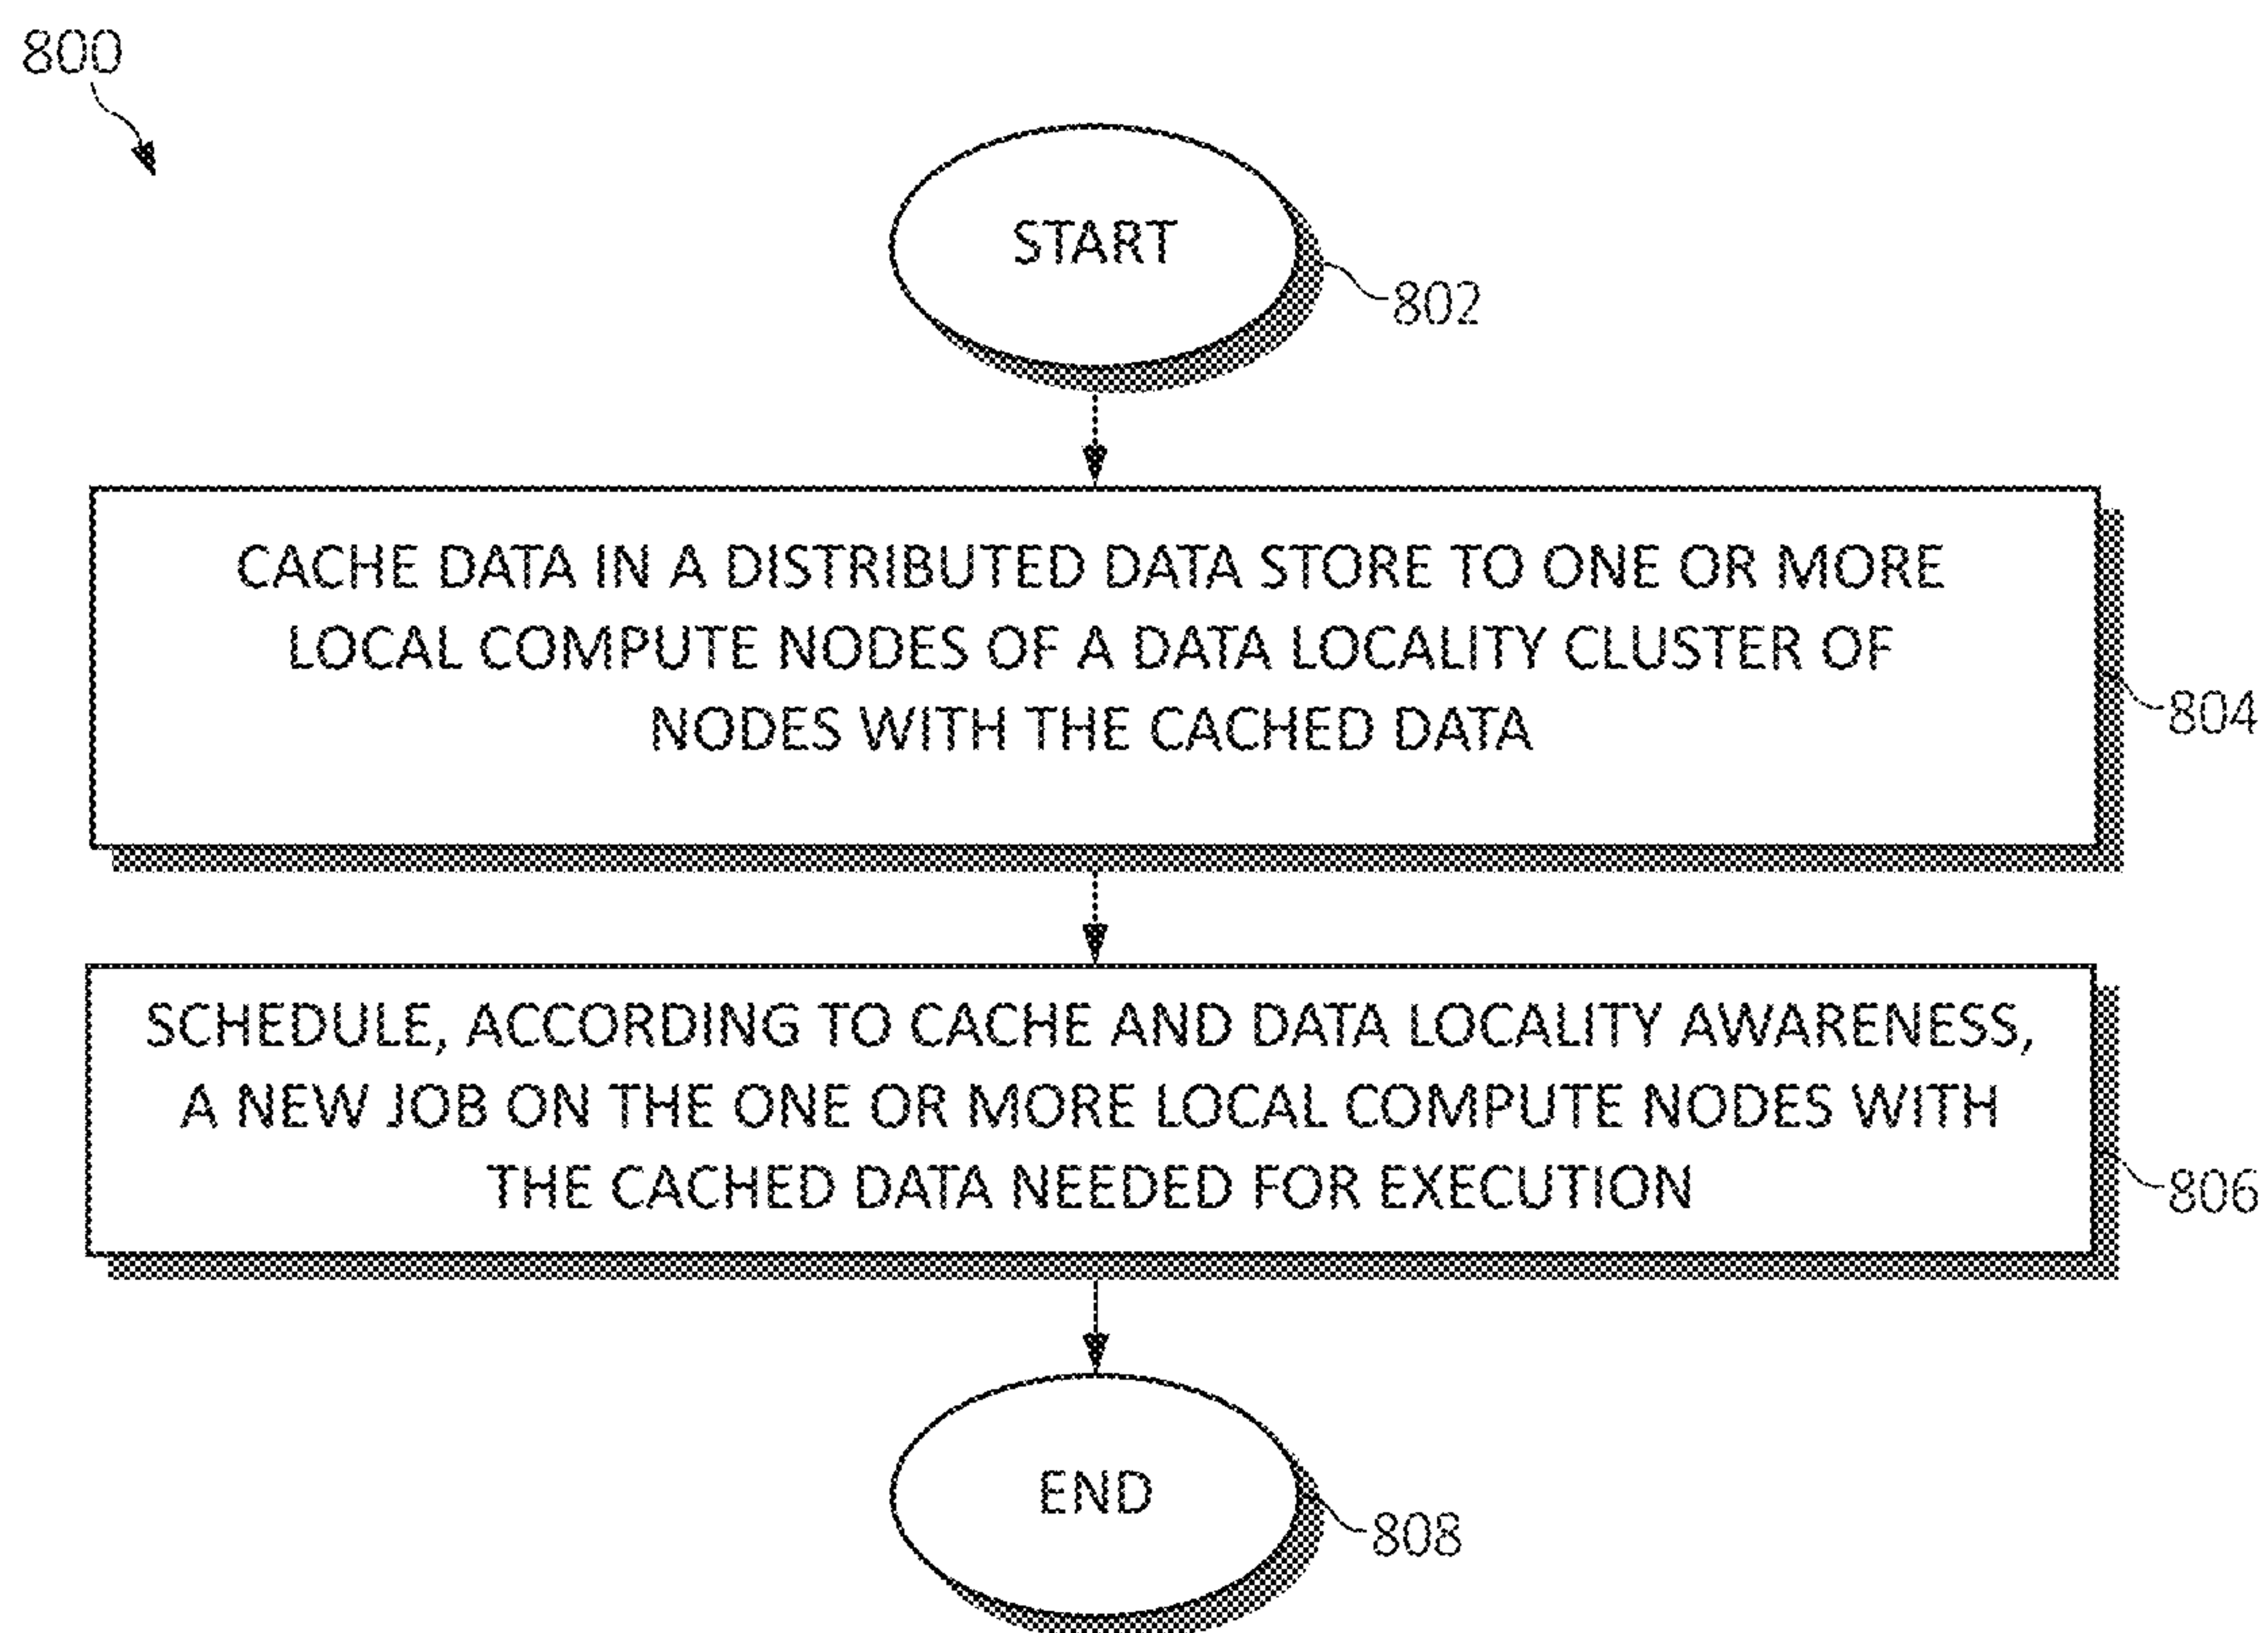 800
START
802
CACHE DATA IN A DISTRIBUTED DATA STORE TO ONE OR MORE
LOCAL COMPUTE NODES OF A DATA LOCALITY CLUSTER OF
NODES WITH THE CACHED DATA
804
SCHEDULE, ACCORDING TO CACHE AND DATA LOCALITY AWARENESS,
A NEW JOB ON THE ONE OR MORE LOCAL COMPUTE NODES WITH
THE CACHED DATA NEEDED FOR EXECUTION
806
END
808